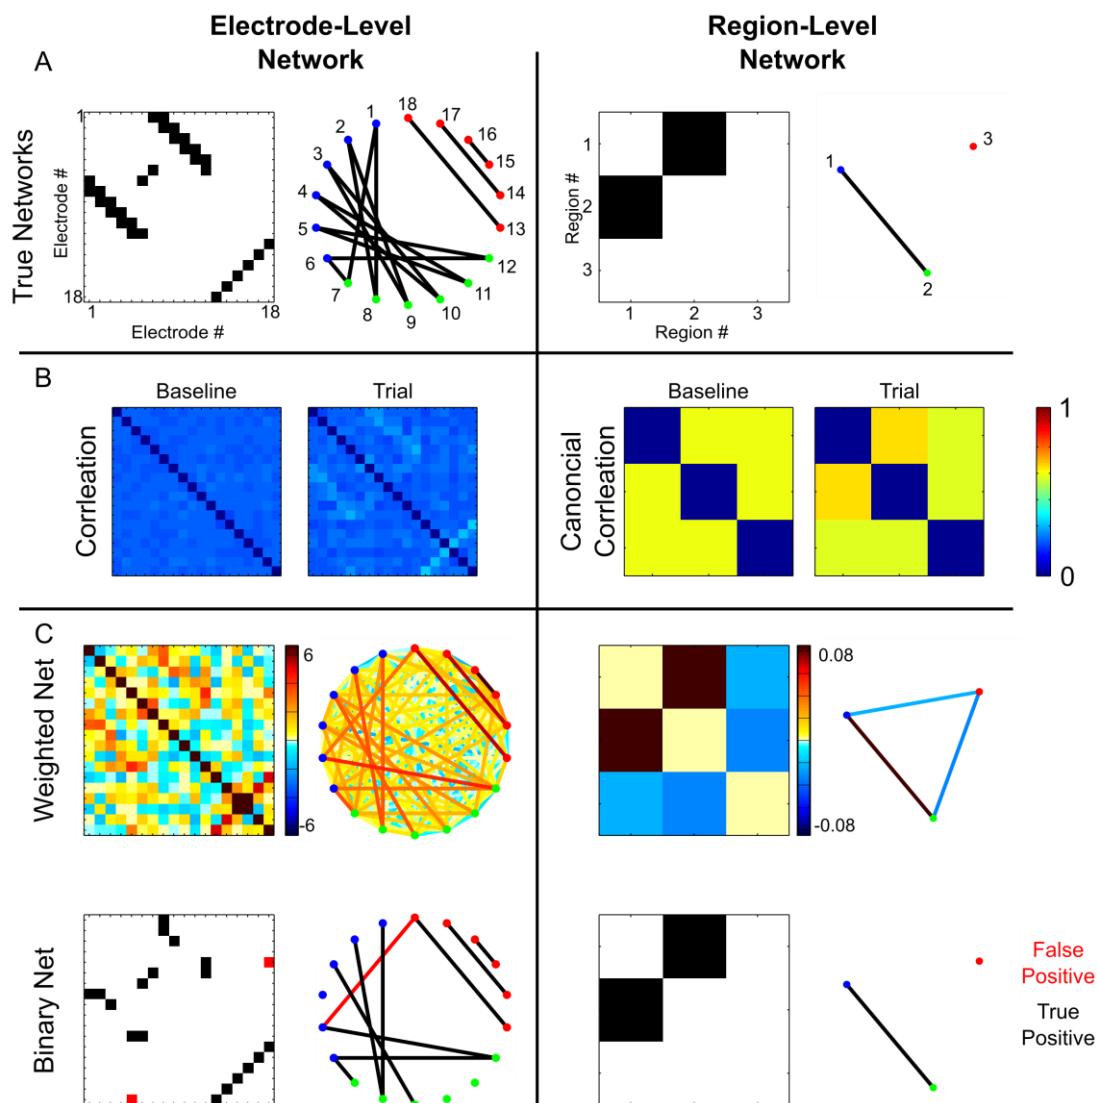 Electrode-Level
Network
Region-Level
Network
A
True Networks
Electrode #
1
18
1
18
Electrode #
1
2
3
4
5
6
7
8
9
10
11
12
13
14
15
16
17
18
Region #
1
2
3
1
2
3
Region #
1
2
3
B
Corrleation
Baseline
Trial
Canoncial
Corrleation
Baseline
Trial
1
0
C
Weighted Net
6
-6
0.08
-0.08
Binary Net
False
Positive
True
Positive